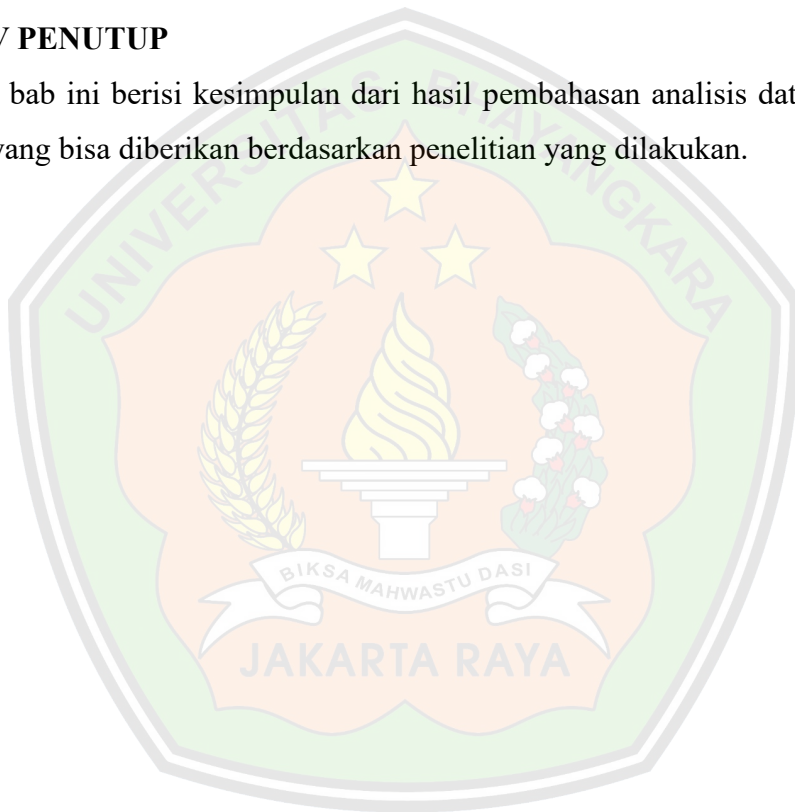 V PENUTUP
bab ini berisi kesimpulan dari hasil pembahasan analisis dat
yang bisa diberikan berdasarkan penelitian yang dilakukan.
UNIVERSITAS BHAYANGKARA
BIKSA MAHWASTU DASI
JAKARTA RAYA